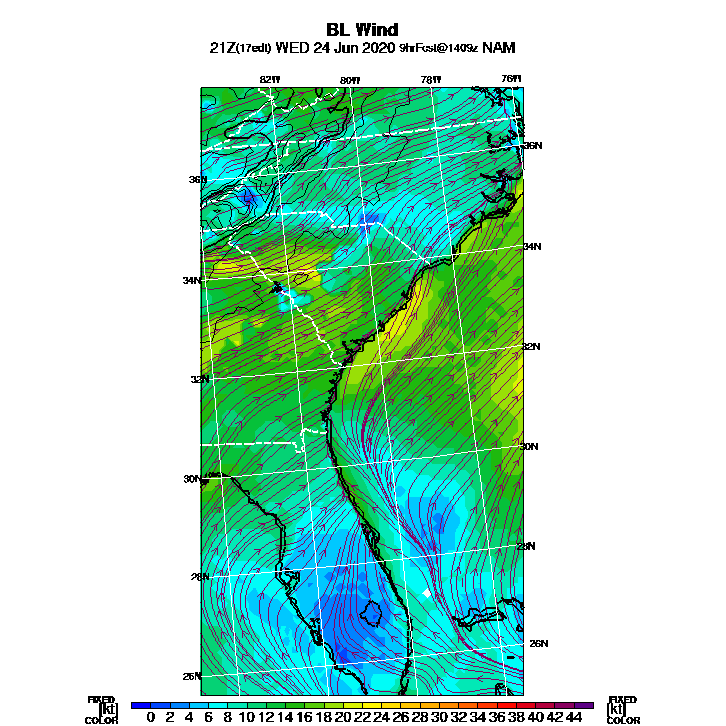 BL Wind
21Z(17edt) WED 24 Jun 2020 9hrFcst@1409z NAM
82W 80W 78W 76W
36N 36N
34N 34N
32N 32N
30N 30N
28N 28N
26N 26N
FIXED FIXED
[kt] 0 2 4 6 8 10 12 14 16 18 20 22 24 26 28 30 32 34 36 38 40 42 44 [kt]
COLOR COLOR